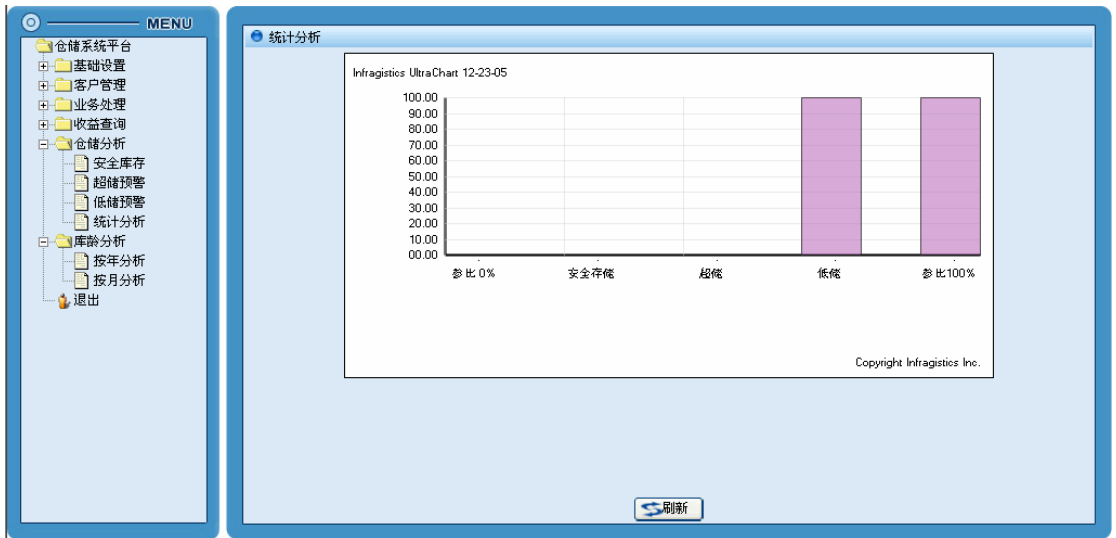 MENU
仓储系统平台
基础设置
客户管理
业务处理
收益查询
仓储分析
安全库存
超储预警
低储预警
统计分析
库龄分析
按年分析
按月分析
退出
统计分析
Infragistics UltraChart 12-23-05
100.00
90.00
80.00
70.00
60.00
50.00
40.00
30.00
20.00
10.00
00.00
参比0% 安全存储 超储 低储 参比100%
Copyright Infragistics Inc.
刷新